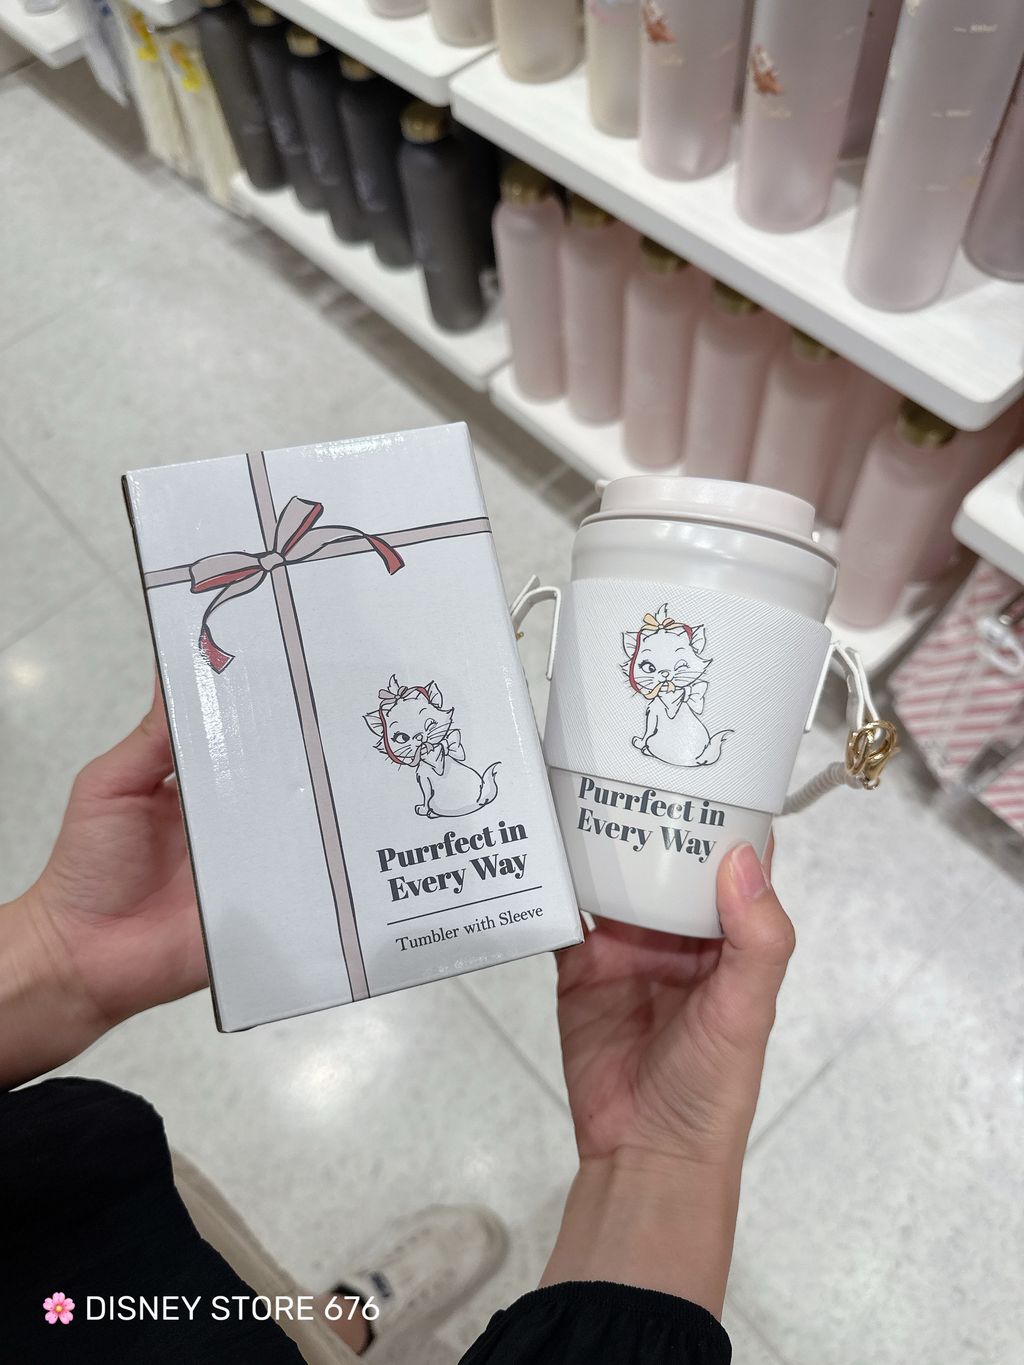 Purrfect in
Every Way
Tumbler with Sleeve
Purrfect in
Every Way
🌸 DISNEY STORE 676